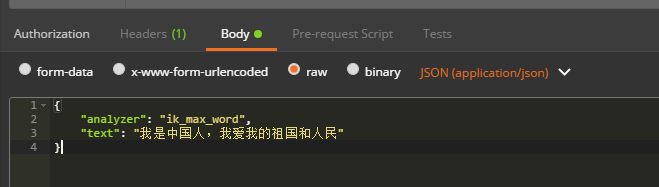 Authorization Headers (1) Body Pre-request Script Tests
form-data x-www-form-urlencoded raw binary JSON (application/json)
1 {
2 "analyzer": "ik_max_word",
3 "text": "我是中国人，我爱我的祖国和人民"
4 }